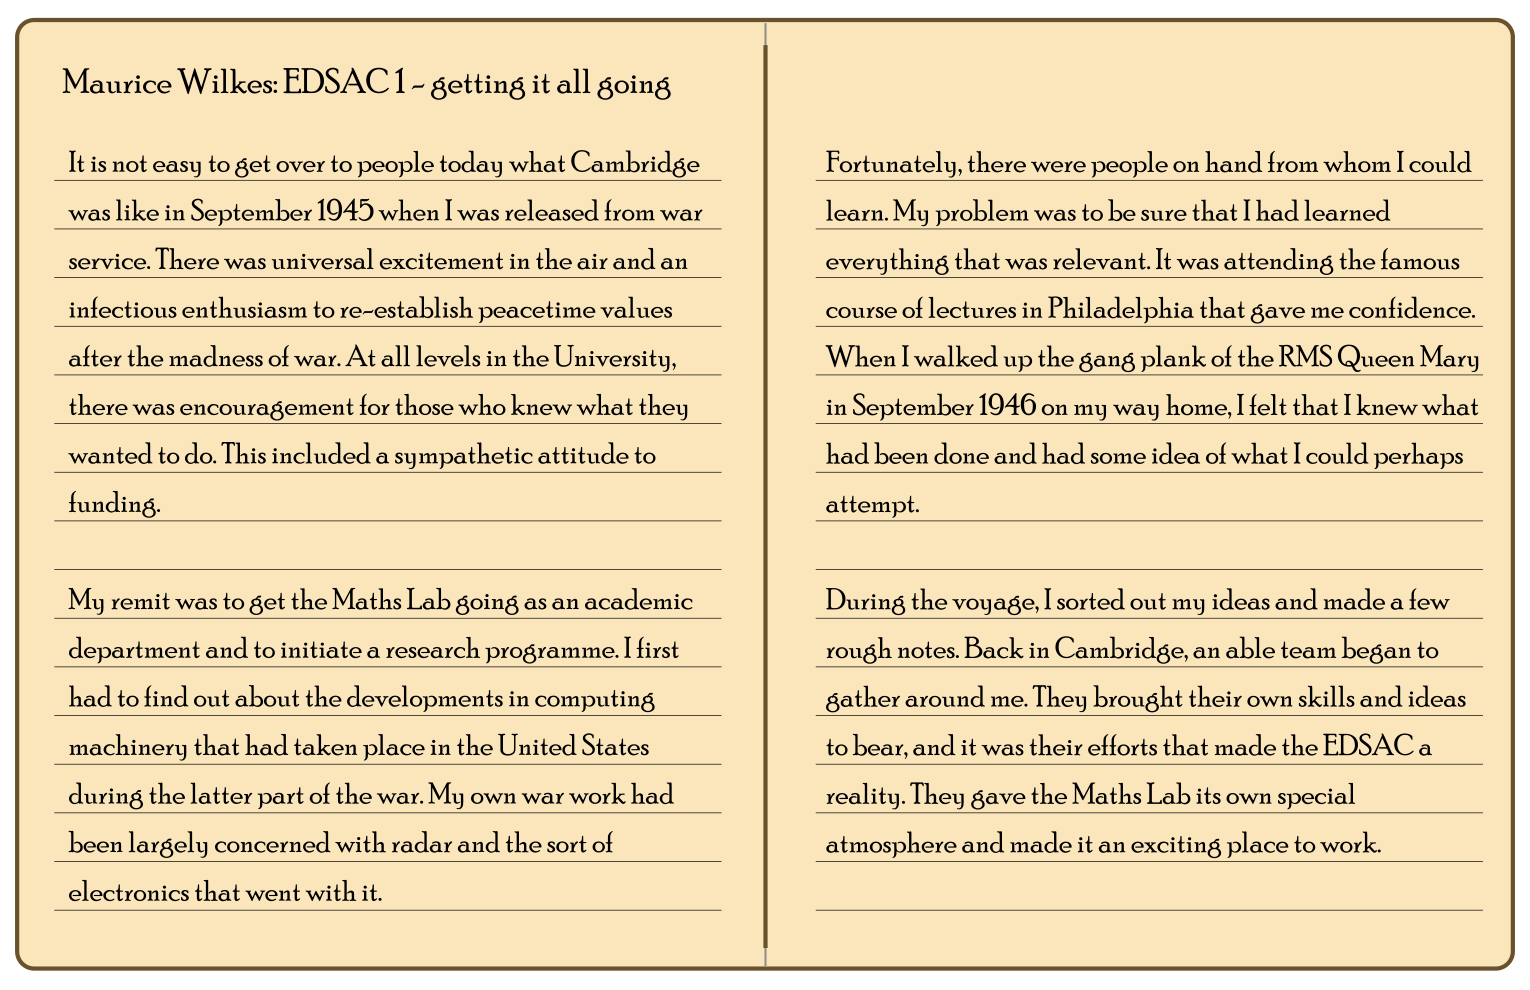 Maurice Wilkes: EDSAC 1 - getting it all going
It is not easy to get over to people today what Cambridge
was like in September 1945 when I was released from war
service. There was universal excitement in the air and an
infectious enthusiasm to re-establish peacetime values
after the madness of war. At all levels in the University,
there was encouragement for those who knew what they
wanted to do. This included a sympathetic attitude to
funding.
My remit was to get the Maths Lab going as an academic
department and to initiate a research programme. I first
had to find out about the developments in computing
machinery that had taken place in the United States
during the latter part of the war. My own war work had
been largely concerned with radar and the sort of
electronics that went with it.
Fortunately, there were people on hand from whom I could
learn. My problem was to be sure that I had learned
everything that was relevant. It was attending the famous
course of lectures in Philadelphia that gave me confidence.
When I walked up the gang plank of the RMS Queen Mary
in September 1946 on my way home, I felt that I knew what
had been done and had some idea of what I could perhaps
attempt.
During the voyage, I sorted out my ideas and made a few
rough notes. Back in Cambridge, an able team began to
gather around me. They brought their own skills and ideas
to bear, and it was their efforts that made the EDSAC a
reality. They gave the Maths Lab its own special
atmosphere and made it an exciting place to work.